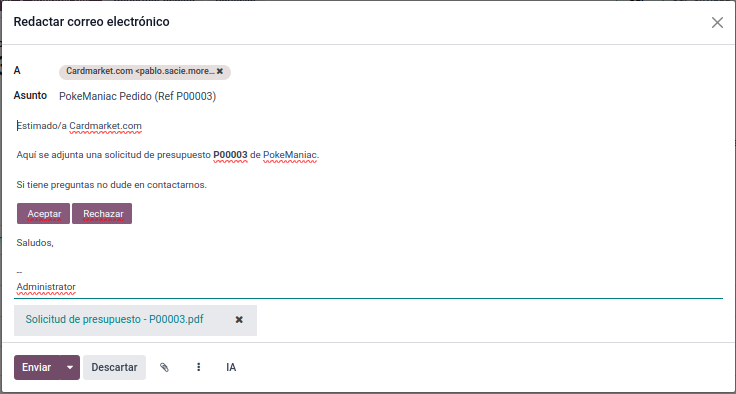 Redactar correo electrónico
A Cardmarket.com <pablo.sacie.more...
Asunto PokeManiac Pedido (Ref P00003)
Estimado/a Cardmarket.com
Aquí se adjunta una solicitud de presupuesto P00003 de PokeManiac.
Si tiene preguntas no dude en contactarnos.
Aceptar Rechazar
Saludos,
--
Administrator
Solicitud de presupuesto - P00003.pdf
Enviar Descartar IA